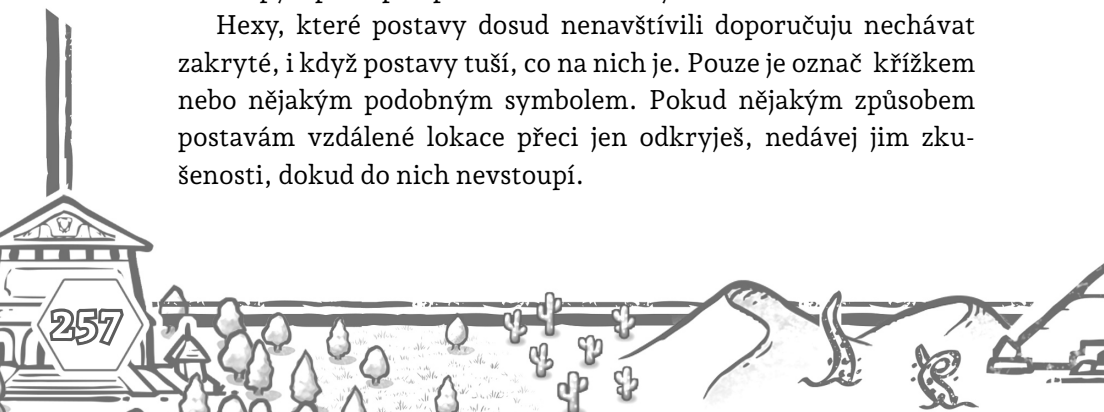 Hexy, které postavy dosud nenavštívili doporučuju nechávat
zakryté, i když postavy tuší, co na nich je. Pouze je označ křížkem
nebo nějakým podobným symbolem. Pokud nějakým způsobem
postavám vzdálené lokace přeci jen odkryješ, nedávej jim zku-
šenosti, dokud do nich nevstoupí.
257